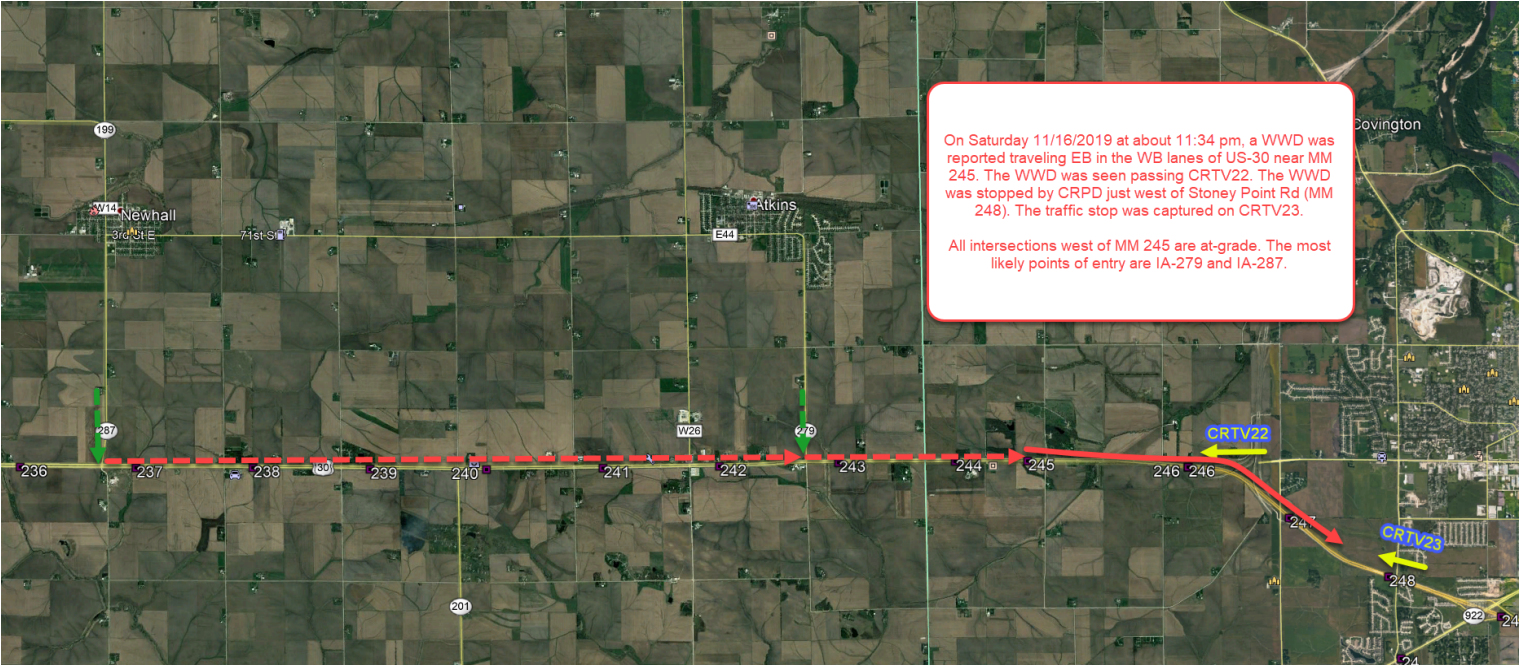 On Saturday 11/16/2019 at about 11:34 pm, a WWD was
reported traveling EB in the WB lanes of US-30 near MM
245. The WWD was seen passing CRTV22. The WWD
was stopped by CRPD just west of Stoney Point Rd (MM
248). The traffic stop was captured on CRTV23.
All intersections west of MM 245 are at-grade. The most
likely points of entry are IA-279 and IA-287.
Covington
199
W14
Newhall
3rd St E
71st St
Atkins
E44
287
W26
279
CRTV22
236
237
238
30
239
240
241
242
243
244
245
246
246
247
CRTV23
248
201
922
24
24